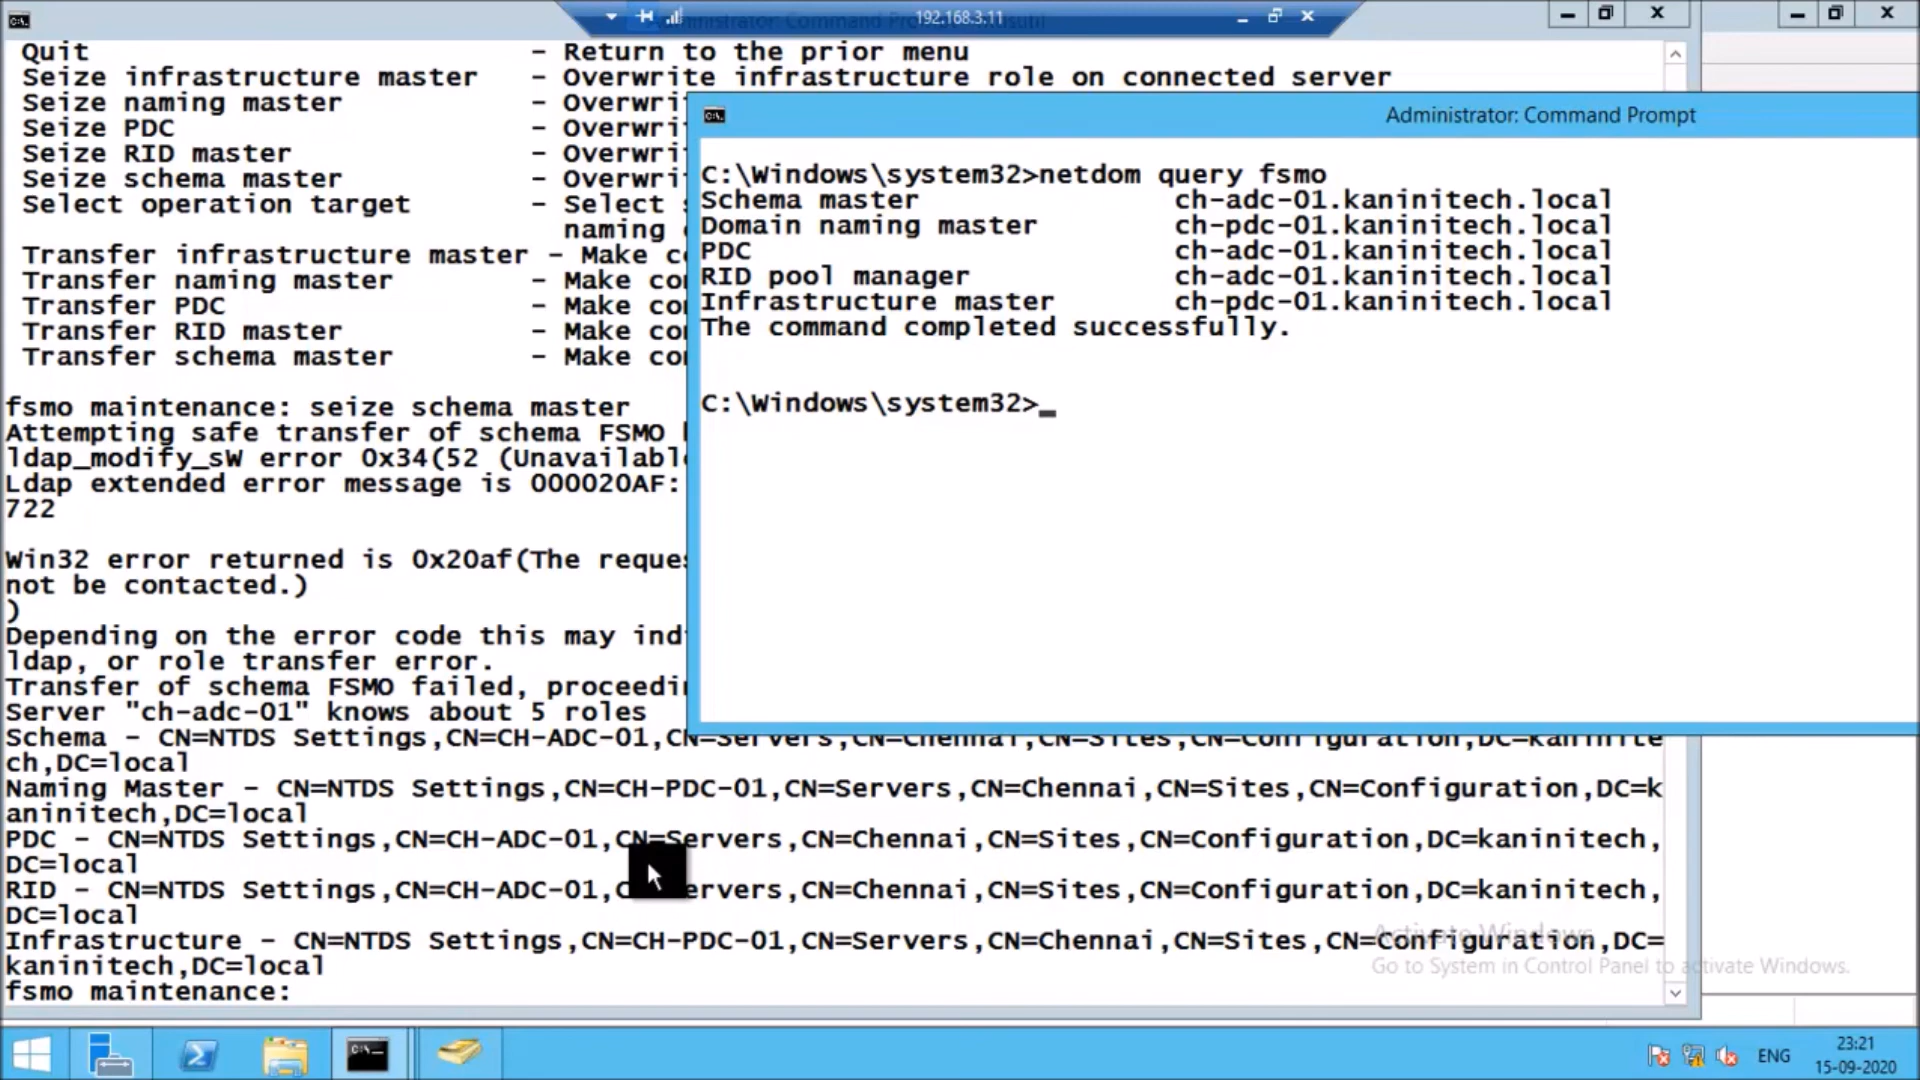 192.168.3.11
Quit - Return to the prior menu
Seize infrastructure master - Overwrite infrastructure role on connected server
Seize naming master - Overwri
Seize PDC - Overwri
Seize RID master - Overwri
Seize schema master - Overwri
Select operation target - Select
naming
Transfer infrastructure master - Make co
Transfer naming master - Make co
Transfer PDC - Make co
Transfer RID master - Make co
Transfer schema master - Make co
fsmo maintenance: seize schema master
Attempting safe transfer of schema FSMO
ldap_modify_sW error 0x34(52 (Unavailabl
Ldap extended error message is 000020AF:
722
Win32 error returned is 0x20af(The reque
not be contacted.)
)
Depending on the error code this may ind
ldap, or role transfer error.
Transfer of schema FSMO failed, proceedi
Server "ch-adc-01" knows about 5 roles
Schema - CN=NTDS Settings,CN=CH-ADC-01,CN=Servers,CN=Chennai,CN=Sites,CN=Configuration,DC=kaninite
ch,DC=local
Naming Master - CN=NTDS Settings,CN=CH-PDC-01,CN=Servers,CN=Chennai,CN=Sites,CN=Configuration,DC=k
aninitech,DC=local
PDC - CN=NTDS Settings,CN=CH-ADC-01,CN=Servers,CN=Chennai,CN=Sites,CN=Configuration,DC=kaninitech,
DC=local
RID - CN=NTDS Settings,CN=CH-ADC-01,C ervers,CN=Chennai,CN=Sites,CN=Configuration,DC=kaninitech,
DC=local
Infrastructure - CN=NTDS Settings,CN=CH-PDC-01,CN=Servers,CN=Chennai,CN=Sites,CN=Configuration,DC=
kaninitech,DC=local
fsmo maintenance:
Administrator: Command Prompt
C:\Windows\system32>netdom query fsmo
Schema master ch-adc-01.kaninitech.local
Domain naming master ch-pdc-01.kaninitech.local
PDC ch-adc-01.kaninitech.local
RID pool manager ch-adc-01.kaninitech.local
Infrastructure master ch-pdc-01.kaninitech.local
The command completed successfully.
C:\Windows\system32>_
Activate Windows
Go to System in Control Panel to activate Windows.
ENG
23:21
15-09-2020